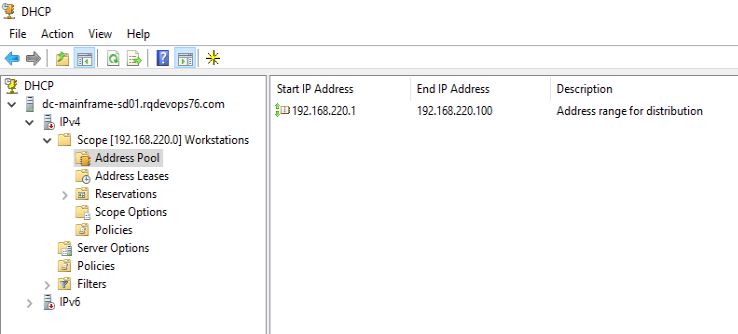 DHCP
File Action View Help
DHCP
dc-mainframe-sd01.rqdevops76.com
IPv4
Scope [192.168.220.0] Workstations
Address Pool
Address Leases
Reservations
Scope Options
Policies
Server Options
Policies
Filters
IPv6
Start IP Address End IP Address Description
192.168.220.1 192.168.220.100 Address range for distribution